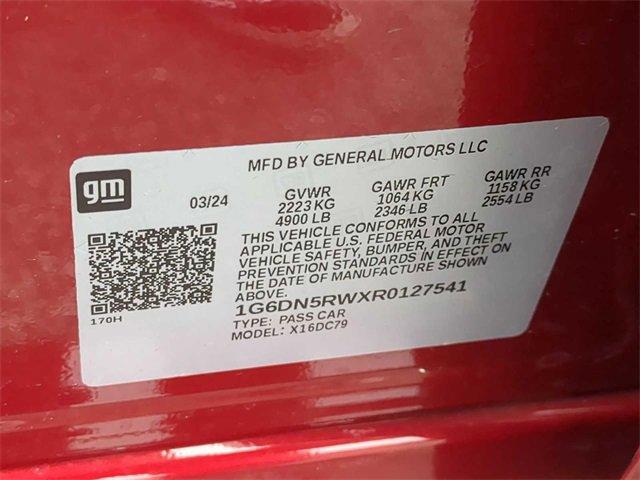 MFD BY GENERAL MOTORS LLC
gm
03/24
GVWR
2223 KG
4900 LB
GAWR FRT
1064 KG
2346 LB
GAWR RR
1158 KG
2554 LB
THIS VEHICLE CONFORMS TO ALL
APPLICABLE U.S. FEDERAL MOTOR
VEHICLE SAFETY, BUMPER, AND THEFT
PREVENTION STANDARDS IN EFFECT ON
THE DATE OF MANUFACTURE SHOWN
ABOVE.
1G6DN5RWXR0127541
TYPE: PASS CAR
MODEL: X16DC79
170H